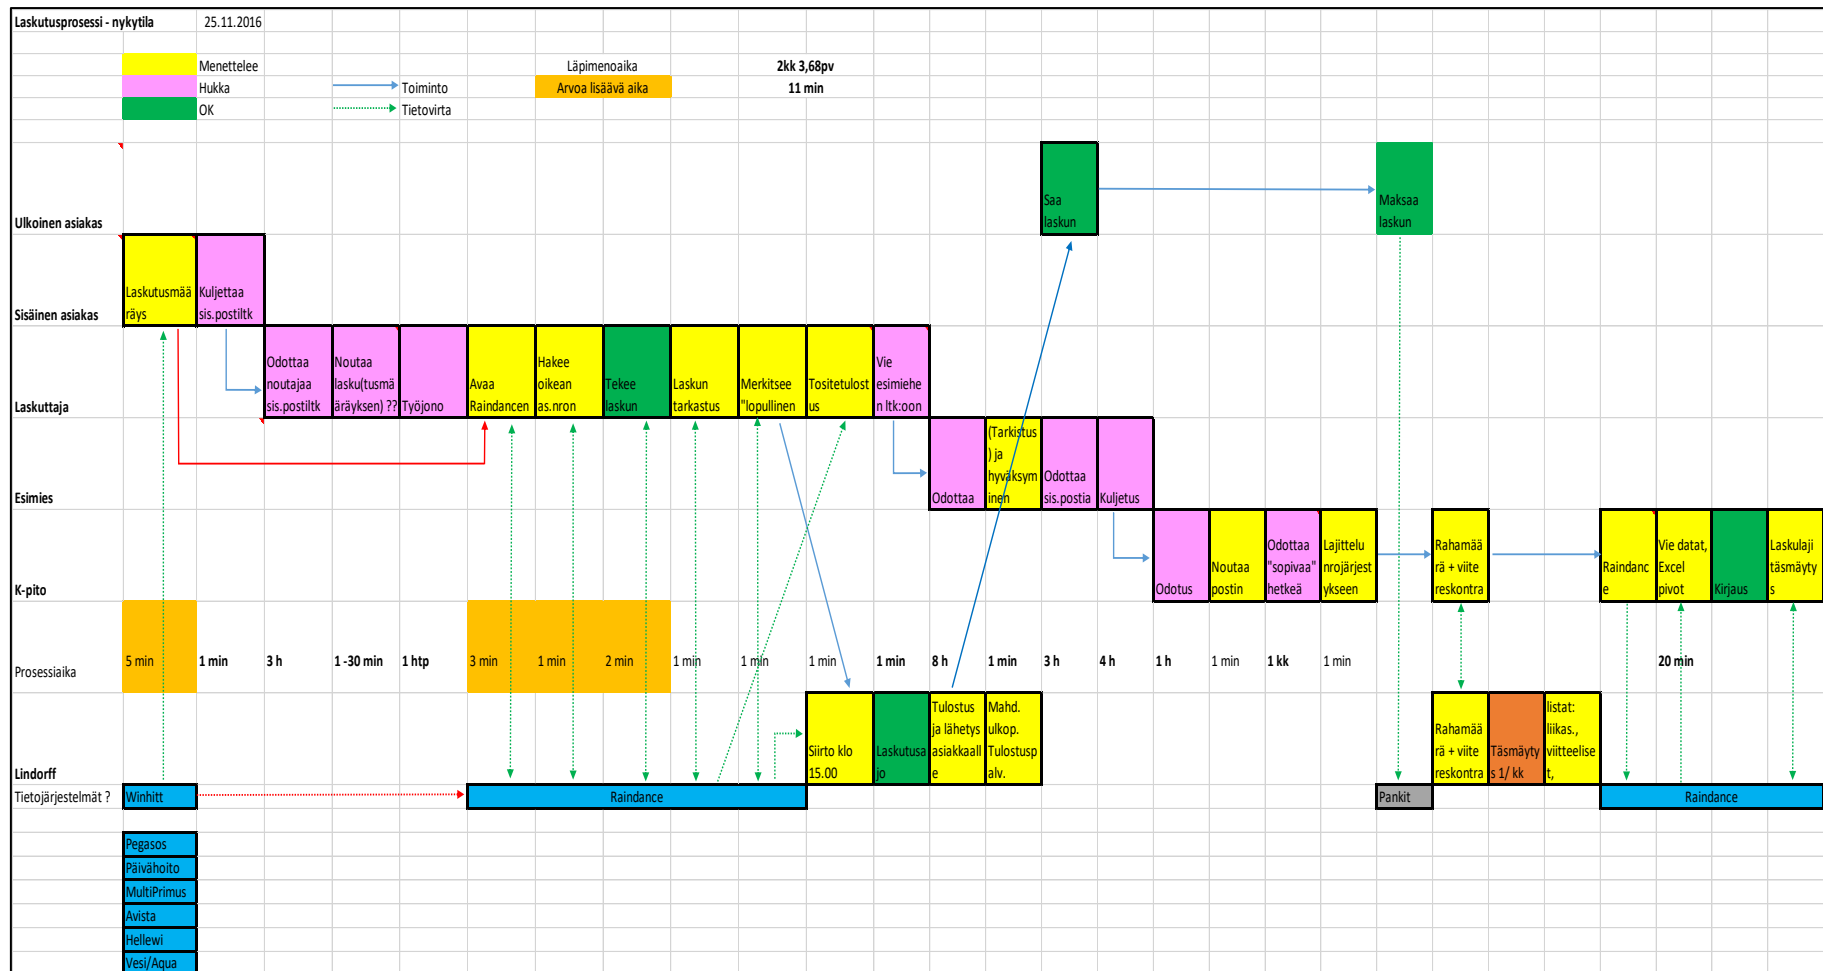 Laskutusprosessi - nykytila 25.11.2016
Menettelee Läpimenoaika 2kk 3,68pv
Hukka Toiminto Arvoa lisäävä aika 11 min
OK Tietovirta
Ulkoinen asiakas
Saa
laskun
Maksaa
laskun
Sisäinen asiakas
Laskutusmää
räys
Kuljettaa
sis.postiltk
Laskuttaja
Odottaa
noutajaa
sis.postiltk
Noutaa
lasku(tusmä
äräyksen) ??
Työjono
Avaa
Raindancen
Hakee
oikean
as.nron
Tekee
laskun
Laskun
tarkastus
Merkitsee
"lopullinen
Tositetulost
us
Vie
esimiehe
n ltk:oon
Esimies
Odottaa
(Tarkistus
) ja
hyväksym
inen
Odottaa
sis.postia
Kuljetus
K-pito
Odotus
Noutaa
postin
Odottaa
"sopivaa"
hetkeä
Lajittelu
nrojärjest
ykseen
Rahamää
rä + viite
reskontra
Raindanc
e
Vie datat,
Excel
pivot
Kirjaus
Laskulaji
täsmäyty
s
Prosessiaika 5 min 1 min 3 h 1 -30 min 1 htp 3 min 1 min 2 min 1 min 1 min 1 min 1 min 8 h 1 min 3 h 4 h 1 h 1 min 1 kk 1 min 20 min
Lindorff
Siirto klo
15.00
Laskutusa
jo
Tulostus
ja lähetys
asiakkaall
e
Mahd.
ulkop.
Tulostusp
alv.
Rahamää
rä + viite
reskontra
Täsmäyty
s 1/ kk
listat:
liikas.,
viitteelise
t,
Tietojärjestelmät ? Winhitt Raindance Pankit Raindance
Pegasos
Päivähoito
MultiPrimus
Avista
Hellewi
Vesi/Aqua